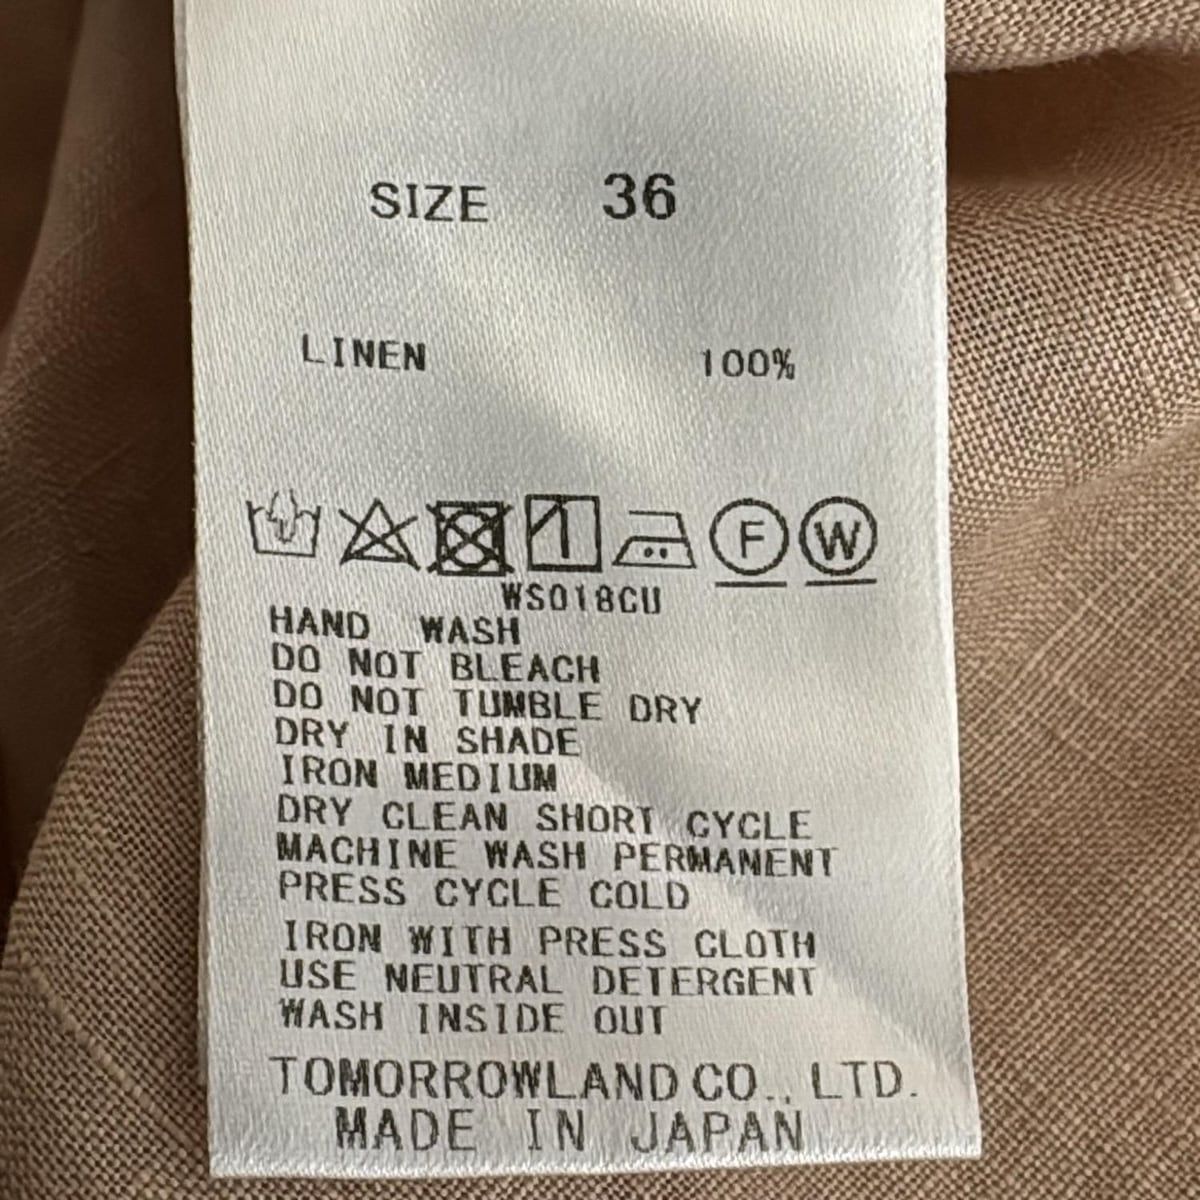 SIZE 36
LINEN 100%
F W
WS018CU
HAND WASH
DO NOT BLEACH
DO NOT TUMBLE DRY
DRY IN SHADE
IRON MEDIUM
DRY CLEAN SHORT CYCLE
MACHINE WASH PERMANENT
PRESS CYCLE COLD
IRON WITH PRESS CLOTH
USE NEUTRAL DETERGENT
WASH INSIDE OUT
TOMORROWLAND CO., LTD.
MADE IN JAPAN